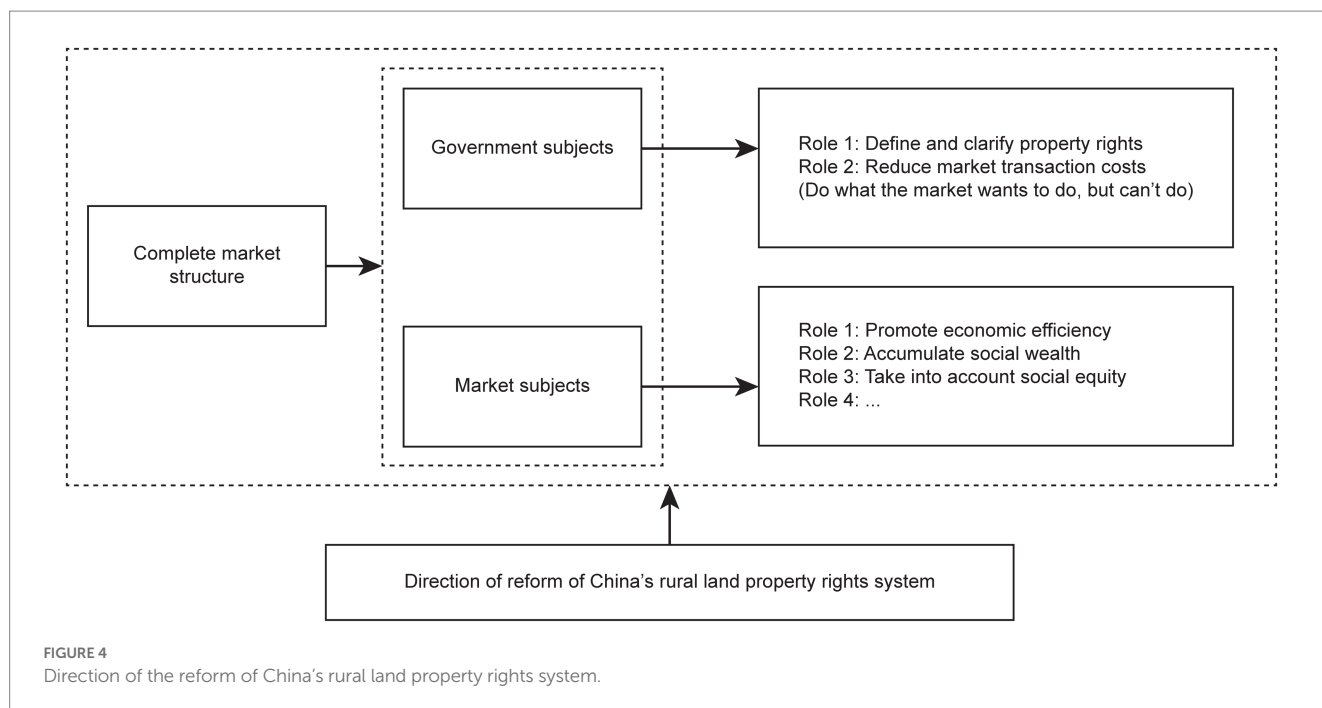 Complete market
structure
Government subjects
Market subjects
Role 1: Define and clarify property rights
Role 2: Reduce market transaction costs
(Do what the market wants to do, but can't do)
Role 1: Promote economic efficiency
Role 2: Accumulate social wealth
Role 3: Take into account social equity
Role 4: ...
Direction of reform of China's rural land property rights system
FIGURE 4
Direction of the reform of China's rural land property rights system.